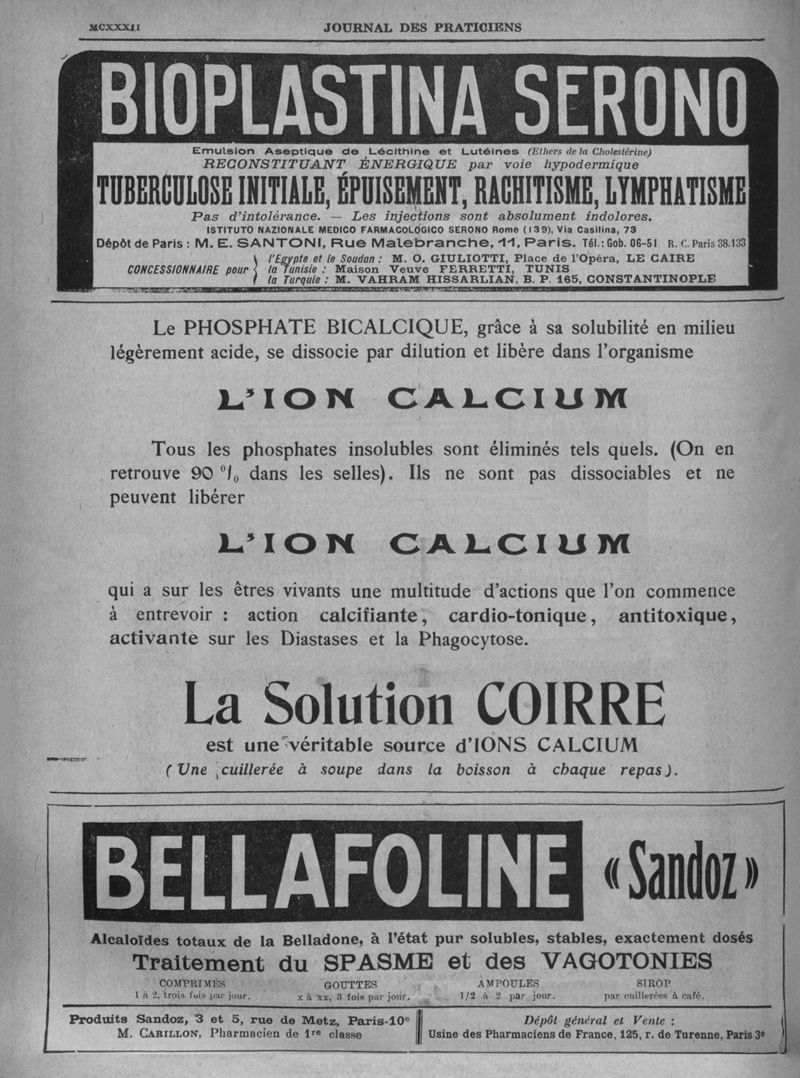 MCXXXII
JOURNAL DES PRATICIENS
BIOPLASTINA SERONO
Emulsion Aseptique de Lécithine et Lutéines (Ethers de la Cholestérine)
RECONSTITUANT ÉNERGIQUE par voie hypodermique
TUBERCULOSE INITIALE, ÉPUISEMENT, RACHITISME, LYMPHATISME
Pas d'intolérance. — Les injections sont absolument indolores.
ISTITUTO NAZIONALE MEDICO FARMACOLOGICO SERONO Rome (139), Via Casilina, 73
Dépôt de Paris : M. E. SANTONI, Rue Malebranche, 11, Paris. Tél.: Gob. 06-51 R. C. Paris 38.133
CONCESSIONNAIRE pour
l'Egypte et le Soudan : M. O. GIULIOTTI, Place de l'Opéra, LE CAIRE
la Tunisie : Maison Veuve FERRETTI, TUNIS
la Turquie : M. VAHRAM HISSARLIAN. B. P. 165, CONSTANTINOPLE
Le PHOSPHATE BICALCIQUE, grâce à sa solubilité en milieu
légèrement acide, se dissocie par dilution et libère dans l'organisme
L'ION CALCIUM
Tous les phosphates insolubles sont éliminés tels quels. (On en
retrouve 90 % dans les selles). Ils ne sont pas dissociables et ne
peuvent libérer
L'ION CALCIUM
qui a sur les êtres vivants une multitude d'actions que l'on commence
à entrevoir : action calcifiante, cardio-tonique, antitoxique,
activante sur les Diastases et la Phagocytose.
La Solution COIRRE
est une véritable source d'IONS CALCIUM
(Une cuillerée à soupe dans la boisson à chaque repas).
BELLAFOLINE « Sandoz »
Alcaloïdes totaux de la Belladone, à l'état pur solubles, stables, exactement dosés
Traitement du SPASME et des VAGOTONIES
COMPRIMÉS GOUTTES AMPOULES SIROP
1 à 2, trois fois par jour. x à xx, 3 fois par jour. 1/2 à 2 par jour. par cuillerées à café.
Produits Sandoz, 3 et 5, rue de Metz, Paris-10e
M. CARILLON, Pharmacien de 1re classe
Dépôt général et Vente :
Usine des Pharmaciens de France, 125, r. de Turenne, Paris 3e